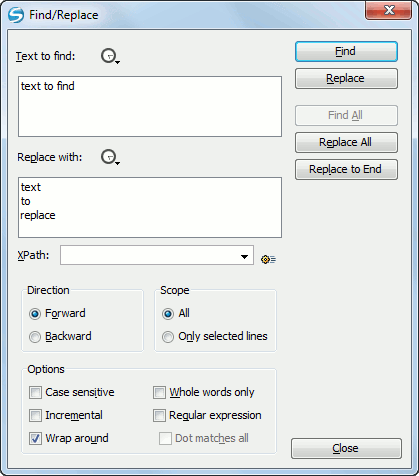 Find/Replace
Text to find:
text to find
Find
Replace
Find All
Replace All
Replace to End
Replace with:
text
to
replace
XPath:
Direction
Forward
Backward
Scope
All
Only selected lines
Options
Case sensitive
Whole words only
Incremental
Regular expression
Wrap around
Dot matches all
Close